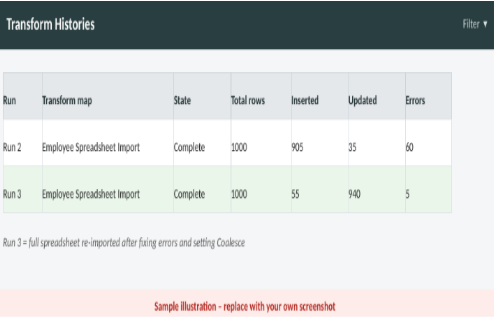 Transform Histories
Filter ▼
Run Transform map State Total rows Inserted Updated Errors
Run 2 Employee Spreadsheet Import Complete 1000 905 35 60
Run 3 Employee Spreadsheet Import Complete 1000 55 940 5
Run 3 = full spreadsheet re-imported after fixing errors and setting Coalesce
Sample illustration – replace with your own screenshot